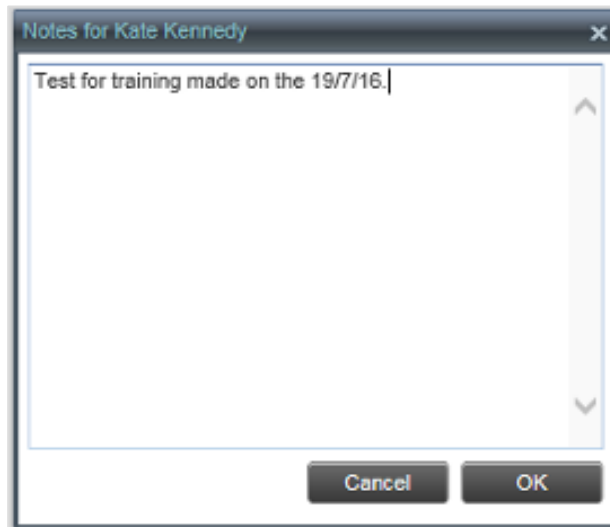 Notes for Kate Kennedy
Test for training made on the 19/7/16.
Cancel OK